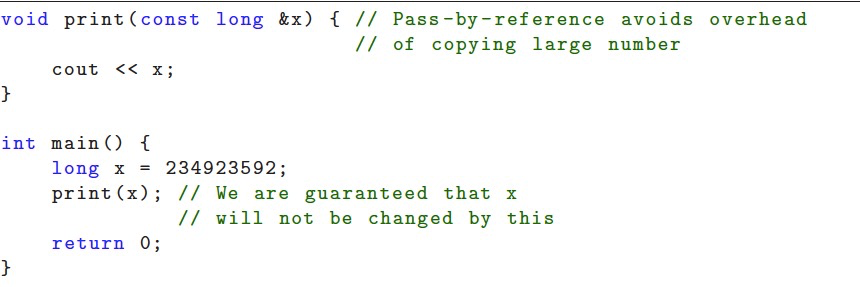 void print(const long &x) { // Pass-by-reference avoids overhead
                            // of copying large number
    cout << x;
}

int main() {
    long x = 234923592;
    print(x); // We are guaranteed that x
              // will not be changed by this
    return 0;
}